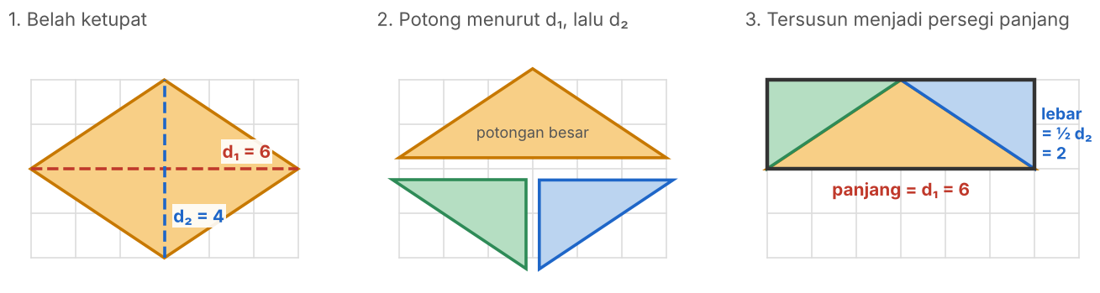 1. Belah ketupat
d₁ = 6
d₂ = 4
2. Potong menurut d₁, lalu d₂
potongan besar
3. Tersusun menjadi persegi panjang
lebar
= ½ d₂
= 2
panjang = d₁ = 6